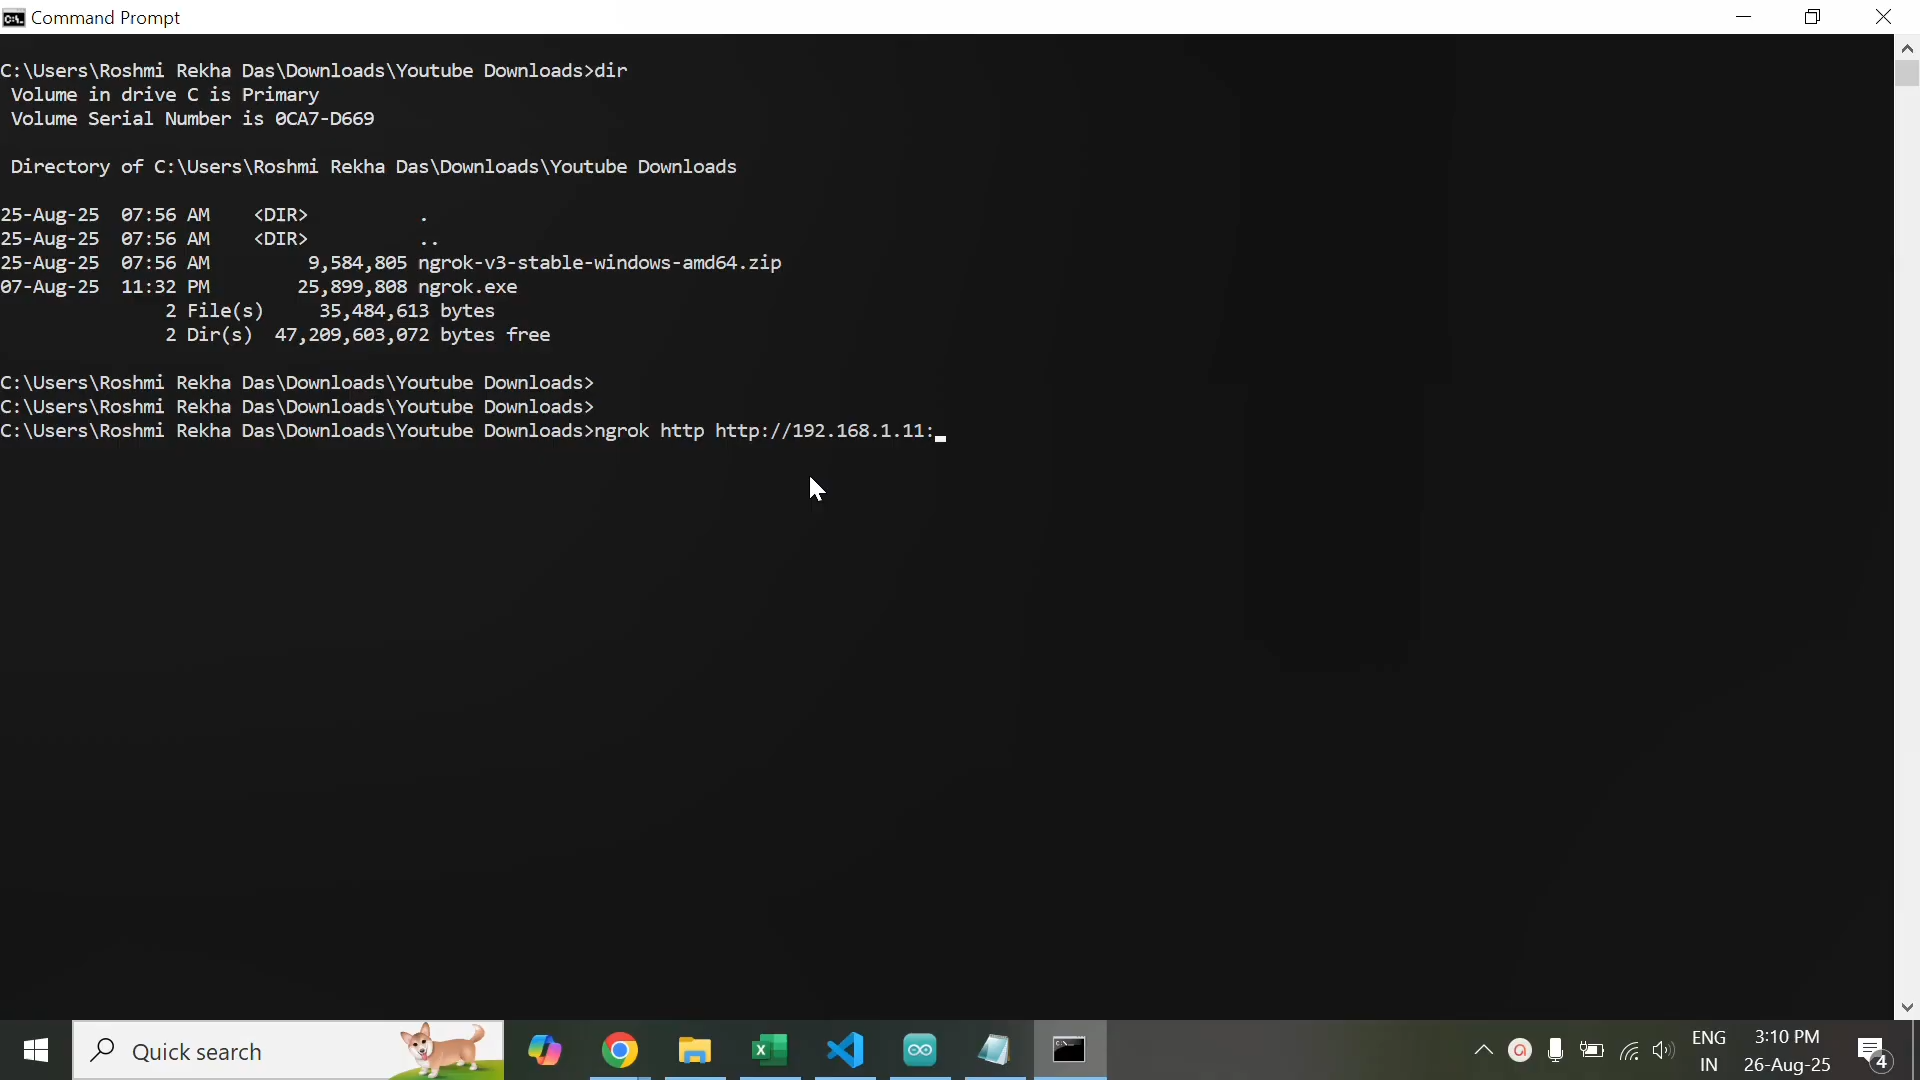 Command Prompt
C:\Users\Roshmi Rekha Das\Downloads\Youtube Downloads>dir
 Volume in drive C is Primary
 Volume Serial Number is 0CA7-D669
 Directory of C:\Users\Roshmi Rekha Das\Downloads\Youtube Downloads
25-Aug-25  07:56 AM    <DIR>          .
25-Aug-25  07:56 AM    <DIR>          ..
25-Aug-25  07:56 AM         9,584,805 ngrok-v3-stable-windows-amd64.zip
07-Aug-25  11:32 PM        25,899,808 ngrok.exe
               2 File(s)     35,484,613 bytes
               2 Dir(s)  47,209,603,072 bytes free
C:\Users\Roshmi Rekha Das\Downloads\Youtube Downloads>
C:\Users\Roshmi Rekha Das\Downloads\Youtube Downloads>
C:\Users\Roshmi Rekha Das\Downloads\Youtube Downloads>ngrok http http://192.168.1.11:
Quick search
ENG
IN
3:10 PM
26-Aug-25
4